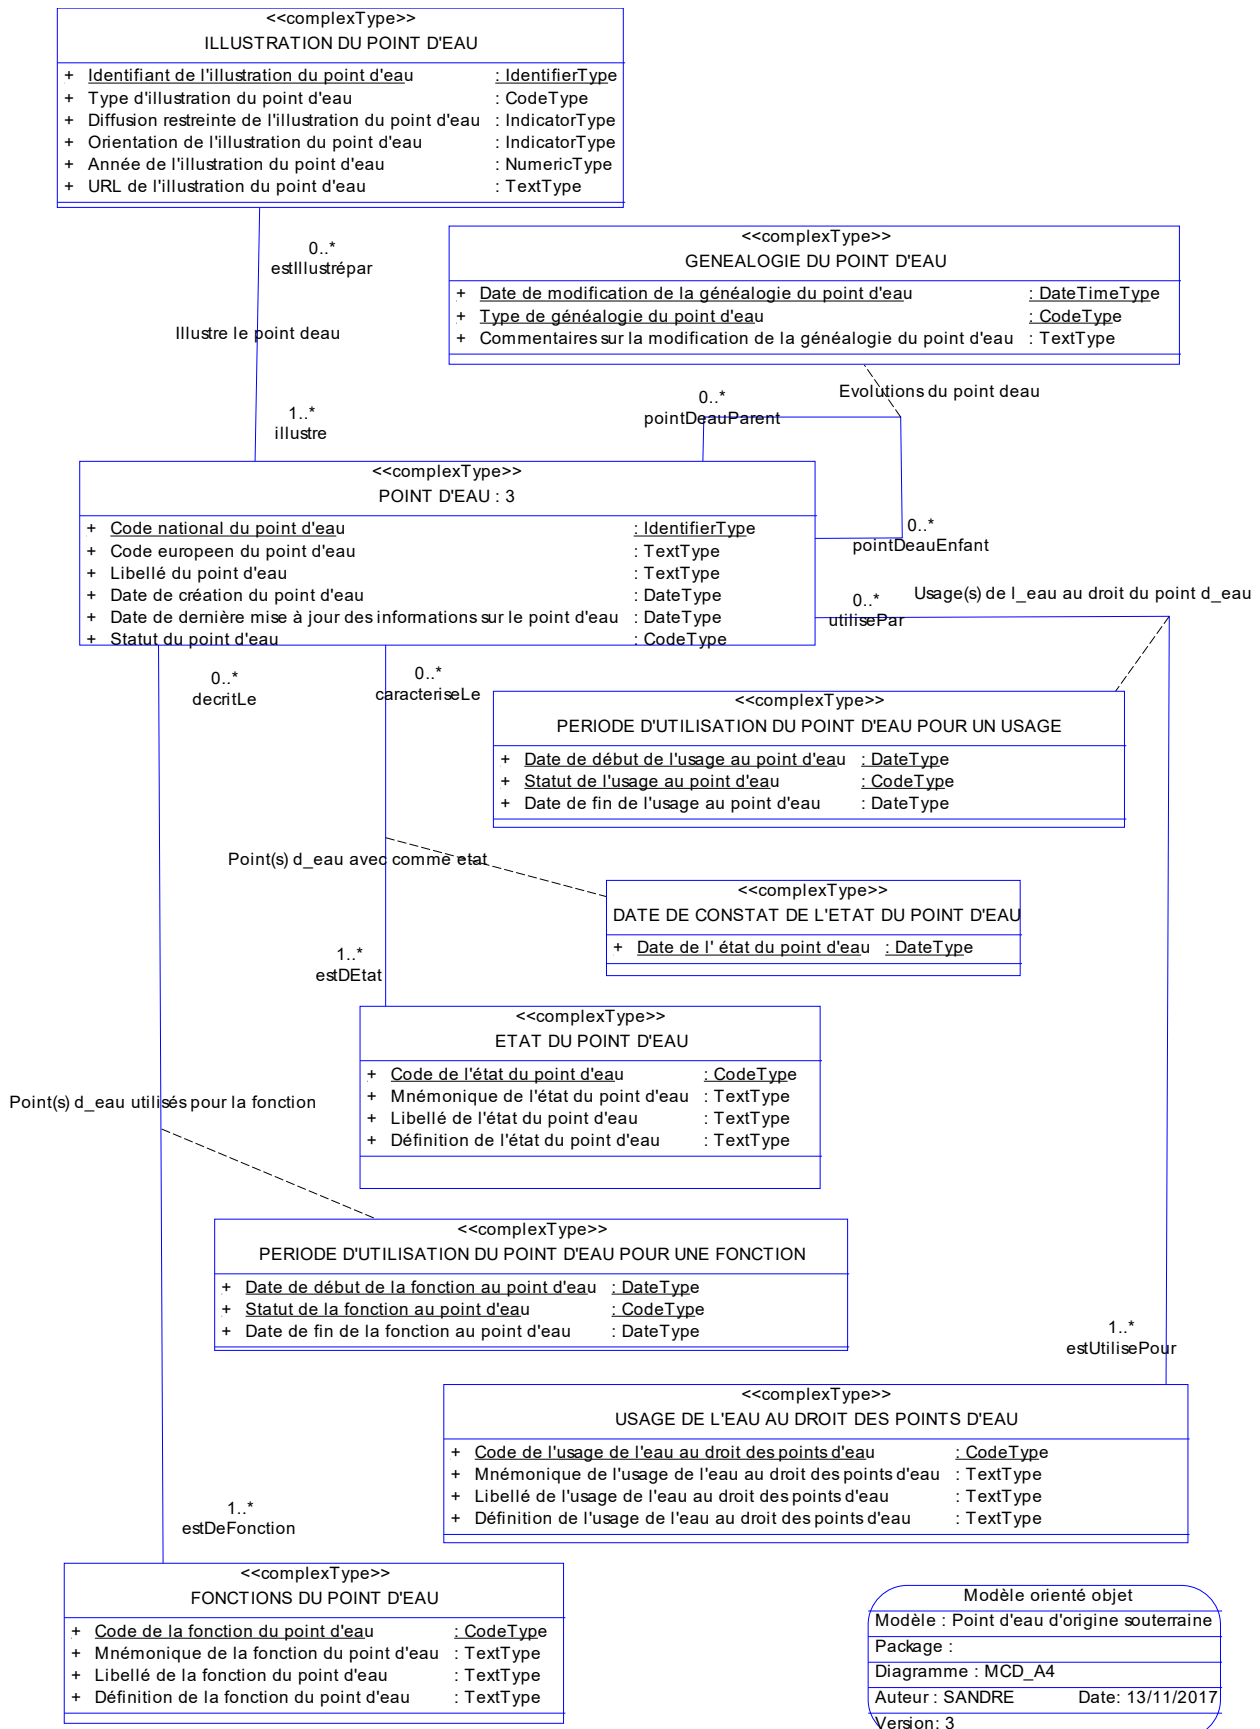 <<complexType>>
ILLUSTRATION DU POINT D'EAU
+ Identifiant de l'illustration du point d'eau : IdentifierType
+ Type d'illustration du point d'eau : CodeType
+ Diffusion restreinte de l'illustration du point d'eau : IndicatorType
+ Orientation de l'illustration du point d'eau : IndicatorType
+ Année de l'illustration du point d'eau : NumericType
+ URL de l'illustration du point d'eau : TextType
0..*
estIllustrépar
Illustre le point deau
1..*
illustre
<<complexType>>
GENEALOGIE DU POINT D'EAU
+ Date de modification de la généalogie du point d'eau : DateTimeType
+ Type de généalogie du point d'eau : CodeType
+ Commentaires sur la modification de la généalogie du point d'eau : TextType
Evolutions du point deau
0..*
pointDeauParent
<<complexType>>
POINT D'EAU : 3
+ Code national du point d'eau : IdentifierType
+ Code europeen du point d'eau : TextType
+ Libellé du point d'eau : TextType
+ Date de création du point d'eau : DateType
+ Date de dernière mise à jour des informations sur le point d'eau : DateType
+ Statut du point d'eau : CodeType
0..*
pointDeauEnfant
Usage(s) de l_eau au droit du point d_eau
0..*
utilisePar
0..*
decritLe
0..*
caracteriseLe
<<complexType>>
PERIODE D'UTILISATION DU POINT D'EAU POUR UN USAGE
+ Date de début de l'usage au point d'eau : DateType
+ Statut de l'usage au point d'eau : CodeType
+ Date de fin de l'usage au point d'eau : DateType
Point(s) d_eau avec comme etat
<<complexType>>
DATE DE CONSTAT DE L'ETAT DU POINT D'EAU
+ Date de l' état du point d'eau : DateType
1..*
estDEtat
<<complexType>>
ETAT DU POINT D'EAU
+ Code de l'état du point d'eau : CodeType
+ Mnémonique de l'état du point d'eau : TextType
+ Libellé de l'état du point d'eau : TextType
+ Définition de l'état du point d'eau : TextType
Point(s) d_eau utilisés pour la fonction
<<complexType>>
PERIODE D'UTILISATION DU POINT D'EAU POUR UNE FONCTION
+ Date de début de la fonction au point d'eau : DateType
+ Statut de la fonction au point d'eau : CodeType
+ Date de fin de la fonction au point d'eau : DateType
1..*
estUtilisePour
<<complexType>>
USAGE DE L'EAU AU DROIT DES POINTS D'EAU
+ Code de l'usage de l'eau au droit des points d'eau : CodeType
+ Mnémonique de l'usage de l'eau au droit des points d'eau : TextType
+ Libellé de l'usage de l'eau au droit des points d'eau : TextType
+ Définition de l'usage de l'eau au droit des points d'eau : TextType
1..*
estDeFonction
<<complexType>>
FONCTIONS DU POINT D'EAU
+ Code de la fonction du point d'eau : CodeType
+ Mnémonique de la fonction du point d'eau : TextType
+ Libellé de la fonction du point d'eau : TextType
+ Définition de la fonction du point d'eau : TextType
Modèle orienté objet
Modèle : Point d'eau d'origine souterraine
Package :
Diagramme : MCD_A4
Auteur : SANDRE Date: 13/11/2017
Version: 3